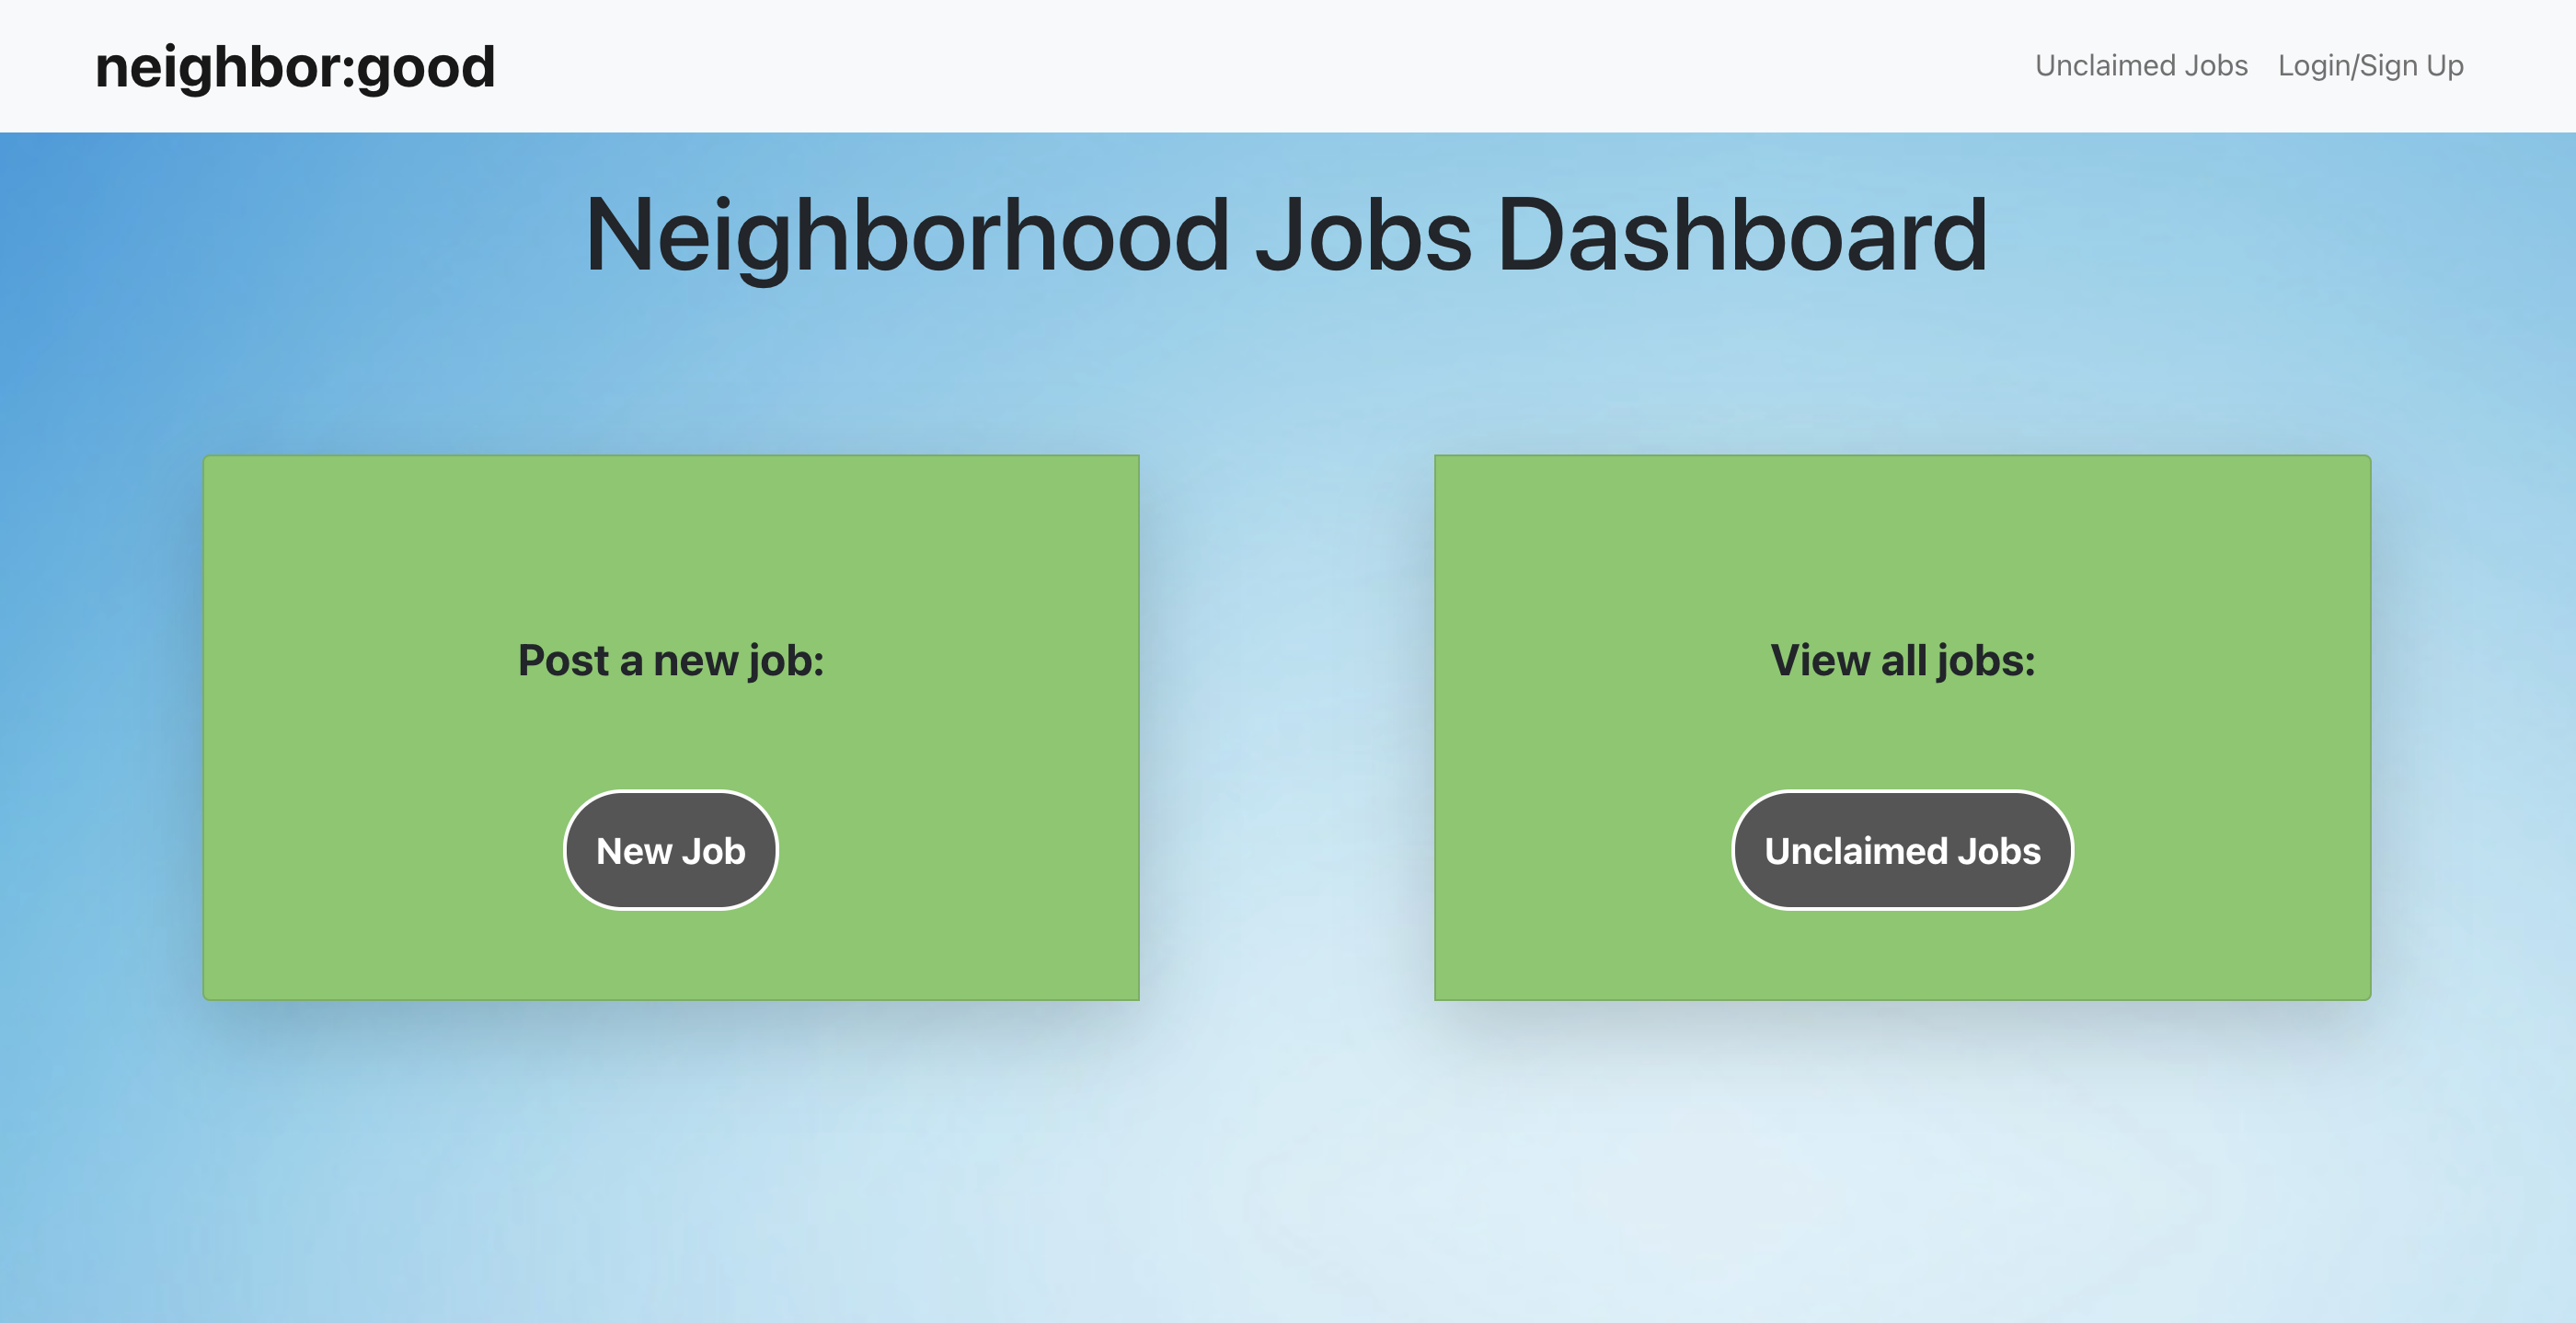 neighbor:good
Unclaimed Jobs Login/Sign Up
Neighborhood Jobs Dashboard
Post a new job:
New Job
View all jobs:
Unclaimed Jobs